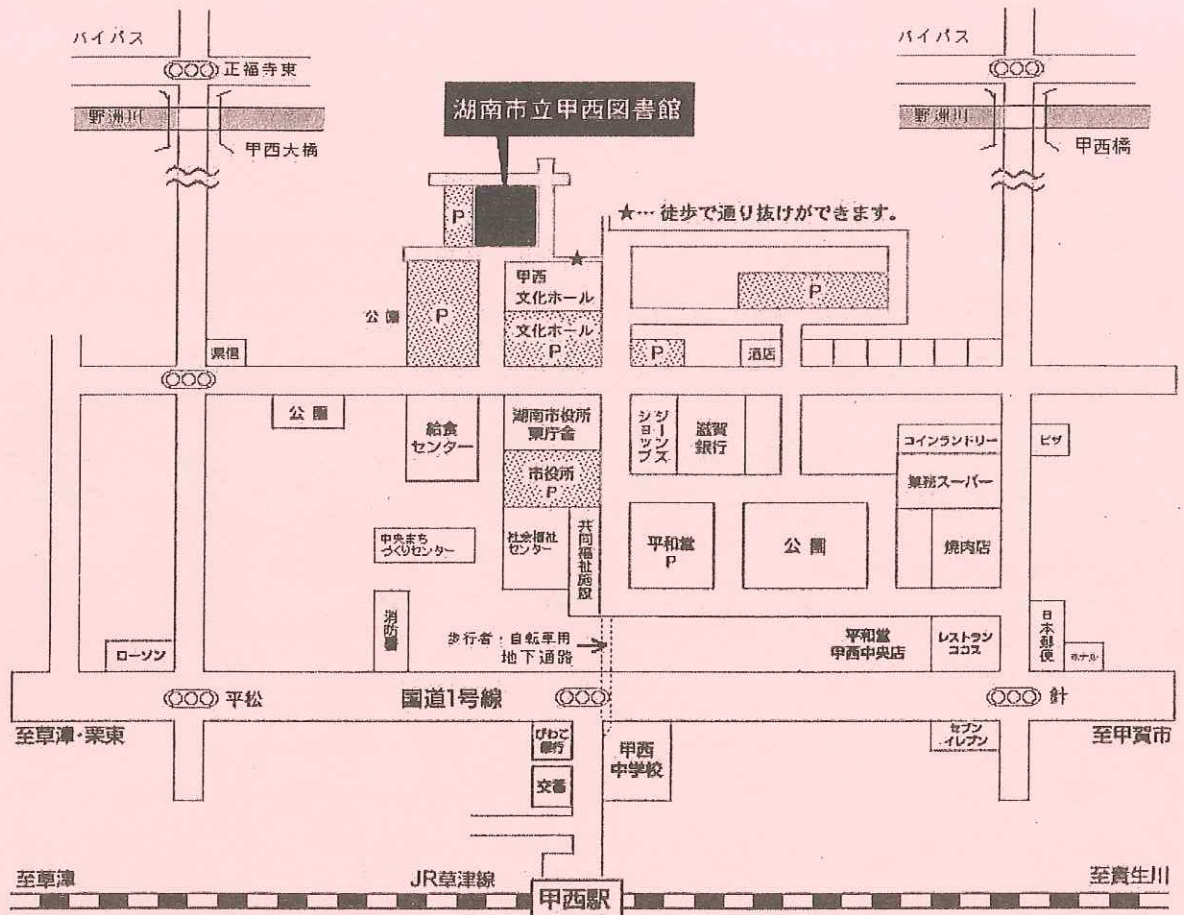 バイパス
正福寺東
野洲川
甲西大橋
湖南市立甲西図書館
バイパス
野洲川
甲西橋
★… 徒歩で通り抜けができます。
P
★
甲西
文化ホール
文化ホール
P
公園
P
P
P
酒店
県信
公園
給食
センター
湖南市役所
東庁舎
市役所
P
ジーンズ
ショップ
滋賀
銀行
コインランドリー
業務スーパー
ピザ
中央まち
づくりセンター
社会福祉
センター
共同福祉施設
平和堂
P
公園
焼肉店
消防署
ローソン
歩行者・自転車用
地下通路
平和堂
甲西中央店
レストラン
ココス
日本郵便
ホテル
平松
国道1号線
針
至草津・栗東
至甲賀市
びわこ
銀行
交番
甲西
中学校
セブン
イレブン
至草津
JR草津線
甲西駅
至貴生川